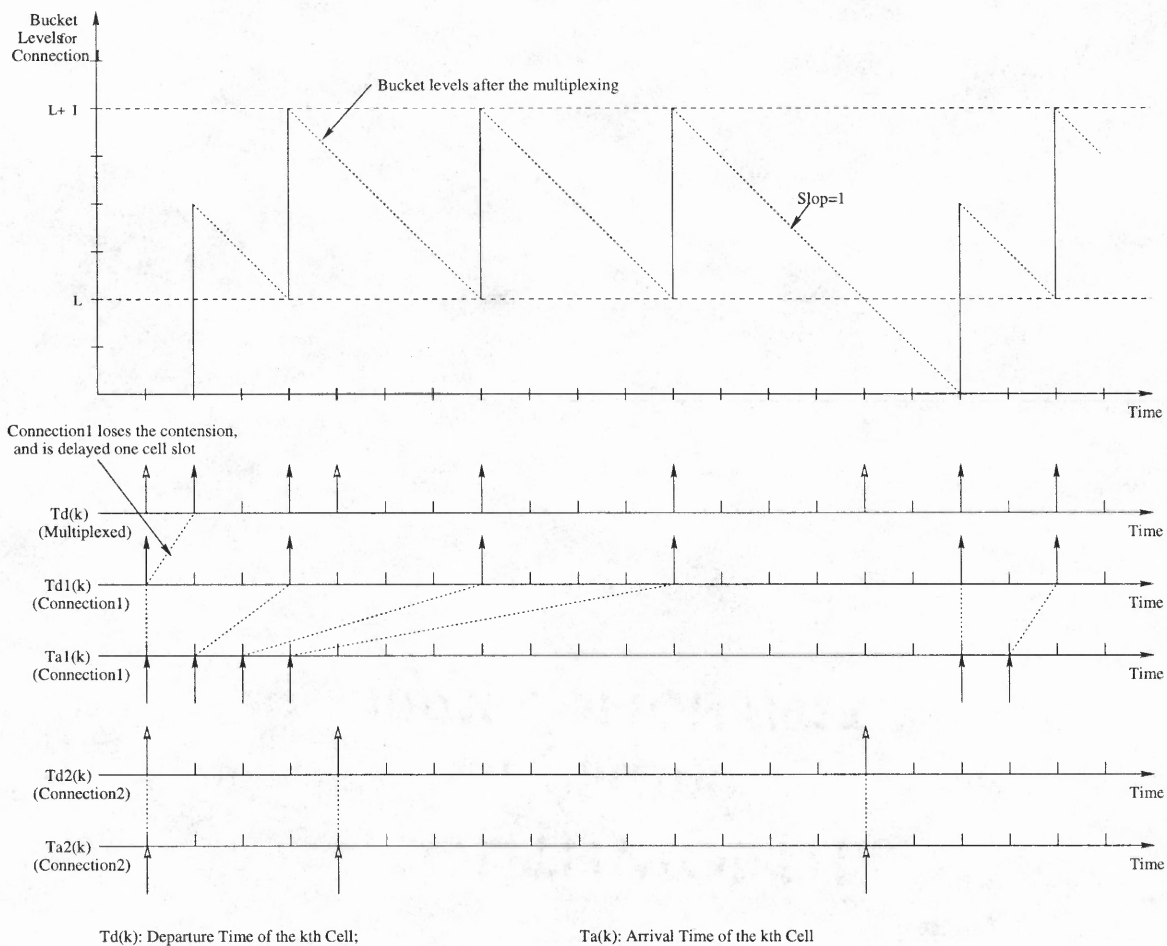 Bucket
Levelsfor
Connection 1
Bucket levels after the multiplexing
L+ I
Slop=1
L
Time
Connection1 loses the contension,
and is delayed one cell slot
Td(k)
(Multiplexed)
Time
Td1(k)
(Connection1)
Time
Ta1(k)
(Connection1)
Time
Td2(k)
(Connection2)
Time
Ta2(k)
(Connection2)
Time
Td(k): Departure Time of the kth Cell;
Ta(k): Arrival Time of the kth Cell